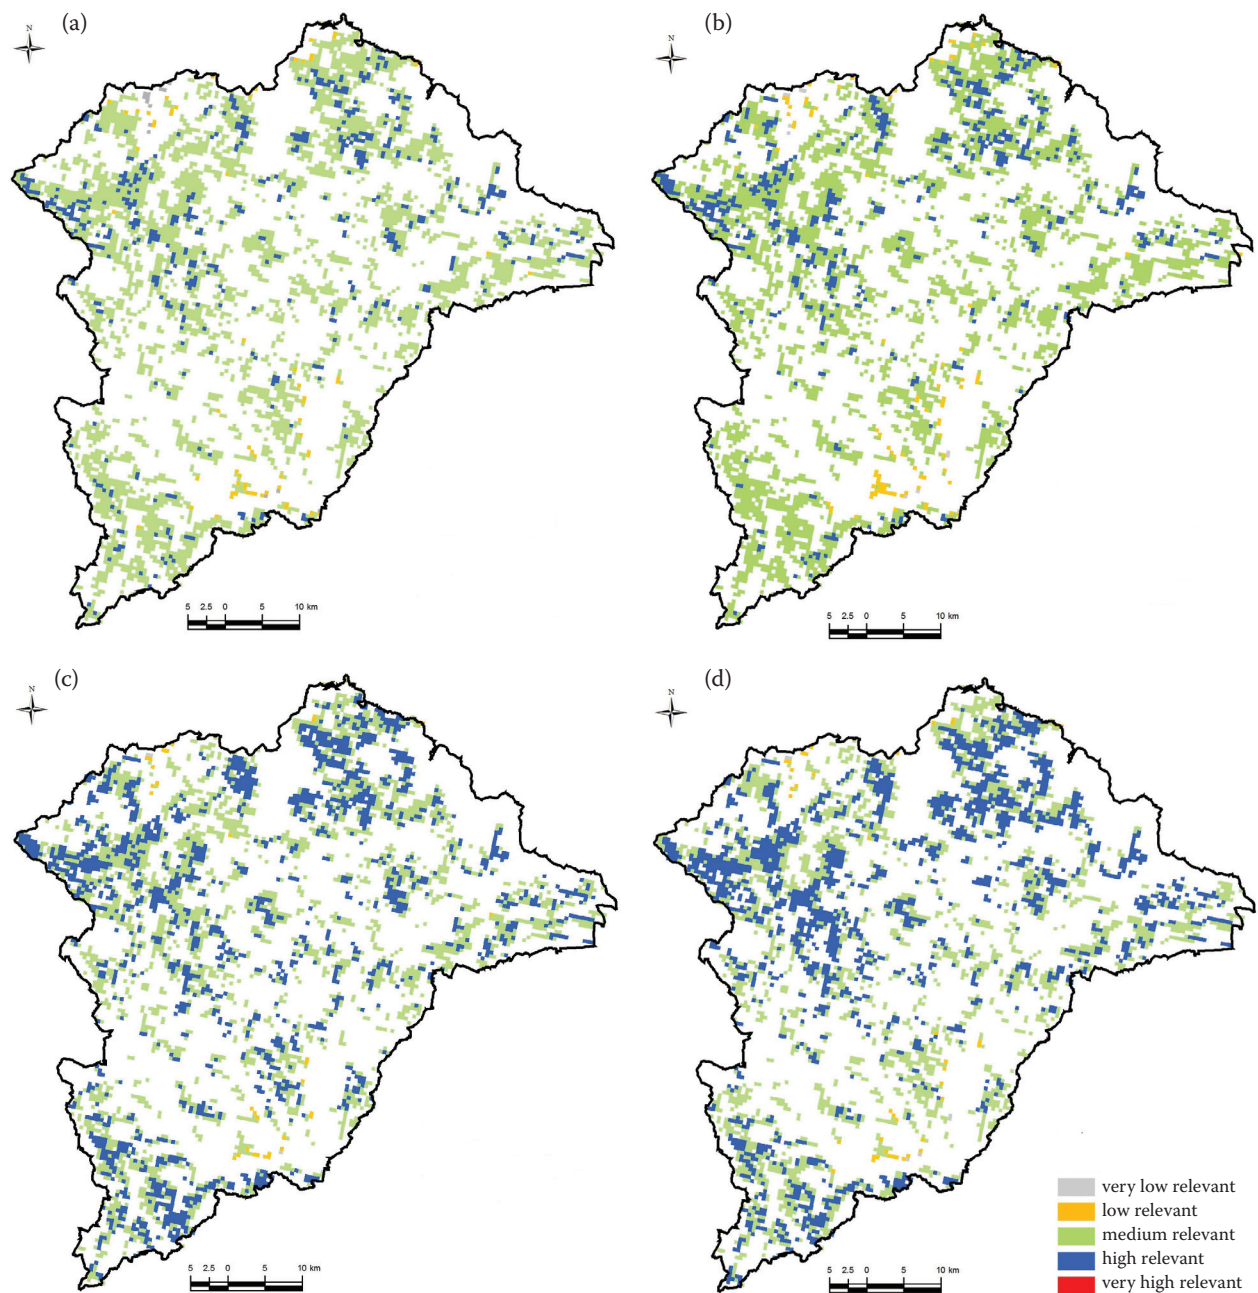 (a)
N
5 2.5 0 5 10 km
(b)
N
5 2.5 0 5 10 km
(c)
N
5 2.5 0 5 10 km
(d)
N
5 2.5 0 5 10 km
very low relevant
low relevant
medium relevant
high relevant
very high relevant